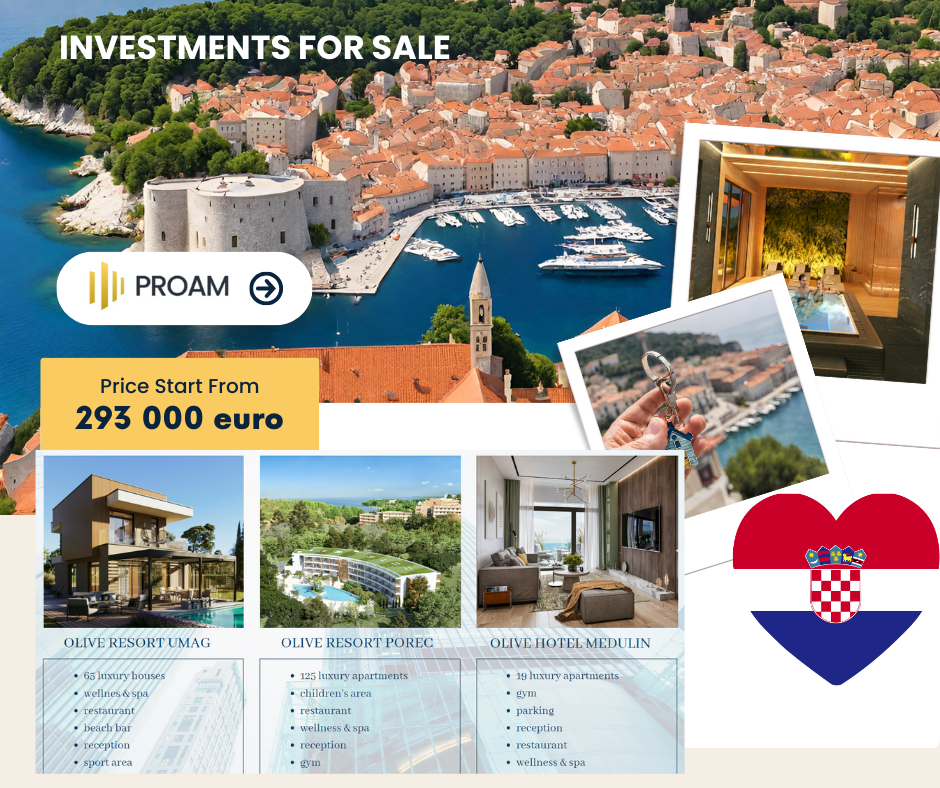 INVESTMENTS FOR SALE
PROAM
Price Start From
293 000 euro
OLIVE RESORT UMAG
• 65 luxury houses
• wellnes & spa
• restaurant
• beach bar
• reception
• sport area
OLIVE RESORT POREC
• 125 luxury apartments
• children's area
• restaurant
• wellness & spa
• reception
• gym
OLIVE HOTEL MEDULIN
• 19 luxury apartments
• gym
• parking
• reception
• restaurant
• wellness & spa